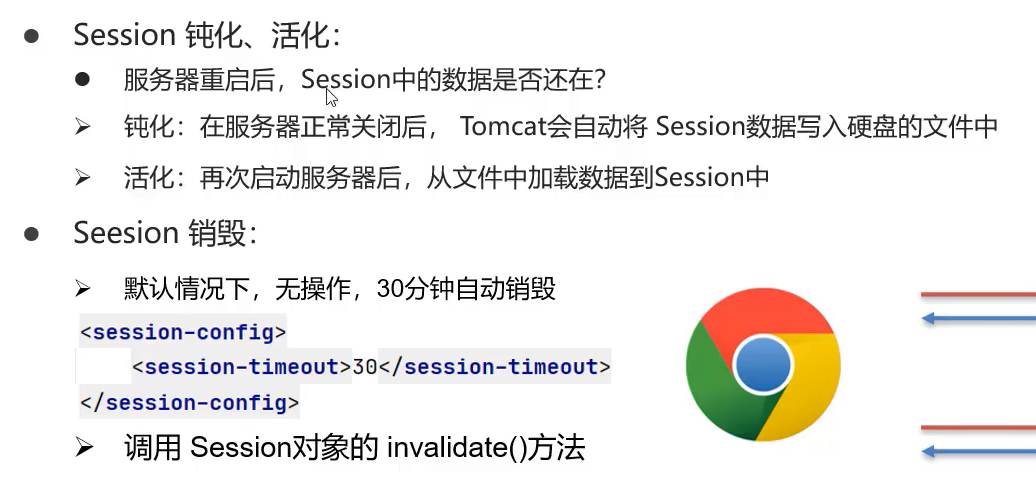 Session 钝化、活化：
服务器重启后，Session中的数据是否还在？
钝化：在服务器正常关闭后， Tomcat会自动将 Session数据写入硬盘的文件中
活化：再次启动服务器后，从文件中加载数据到Session中
Seesion 销毁：
默认情况下，无操作，30分钟自动销毁
<session-config>
<session-timeout>30</session-timeout>
</session-config>
调用 Session对象的 invalidate()方法